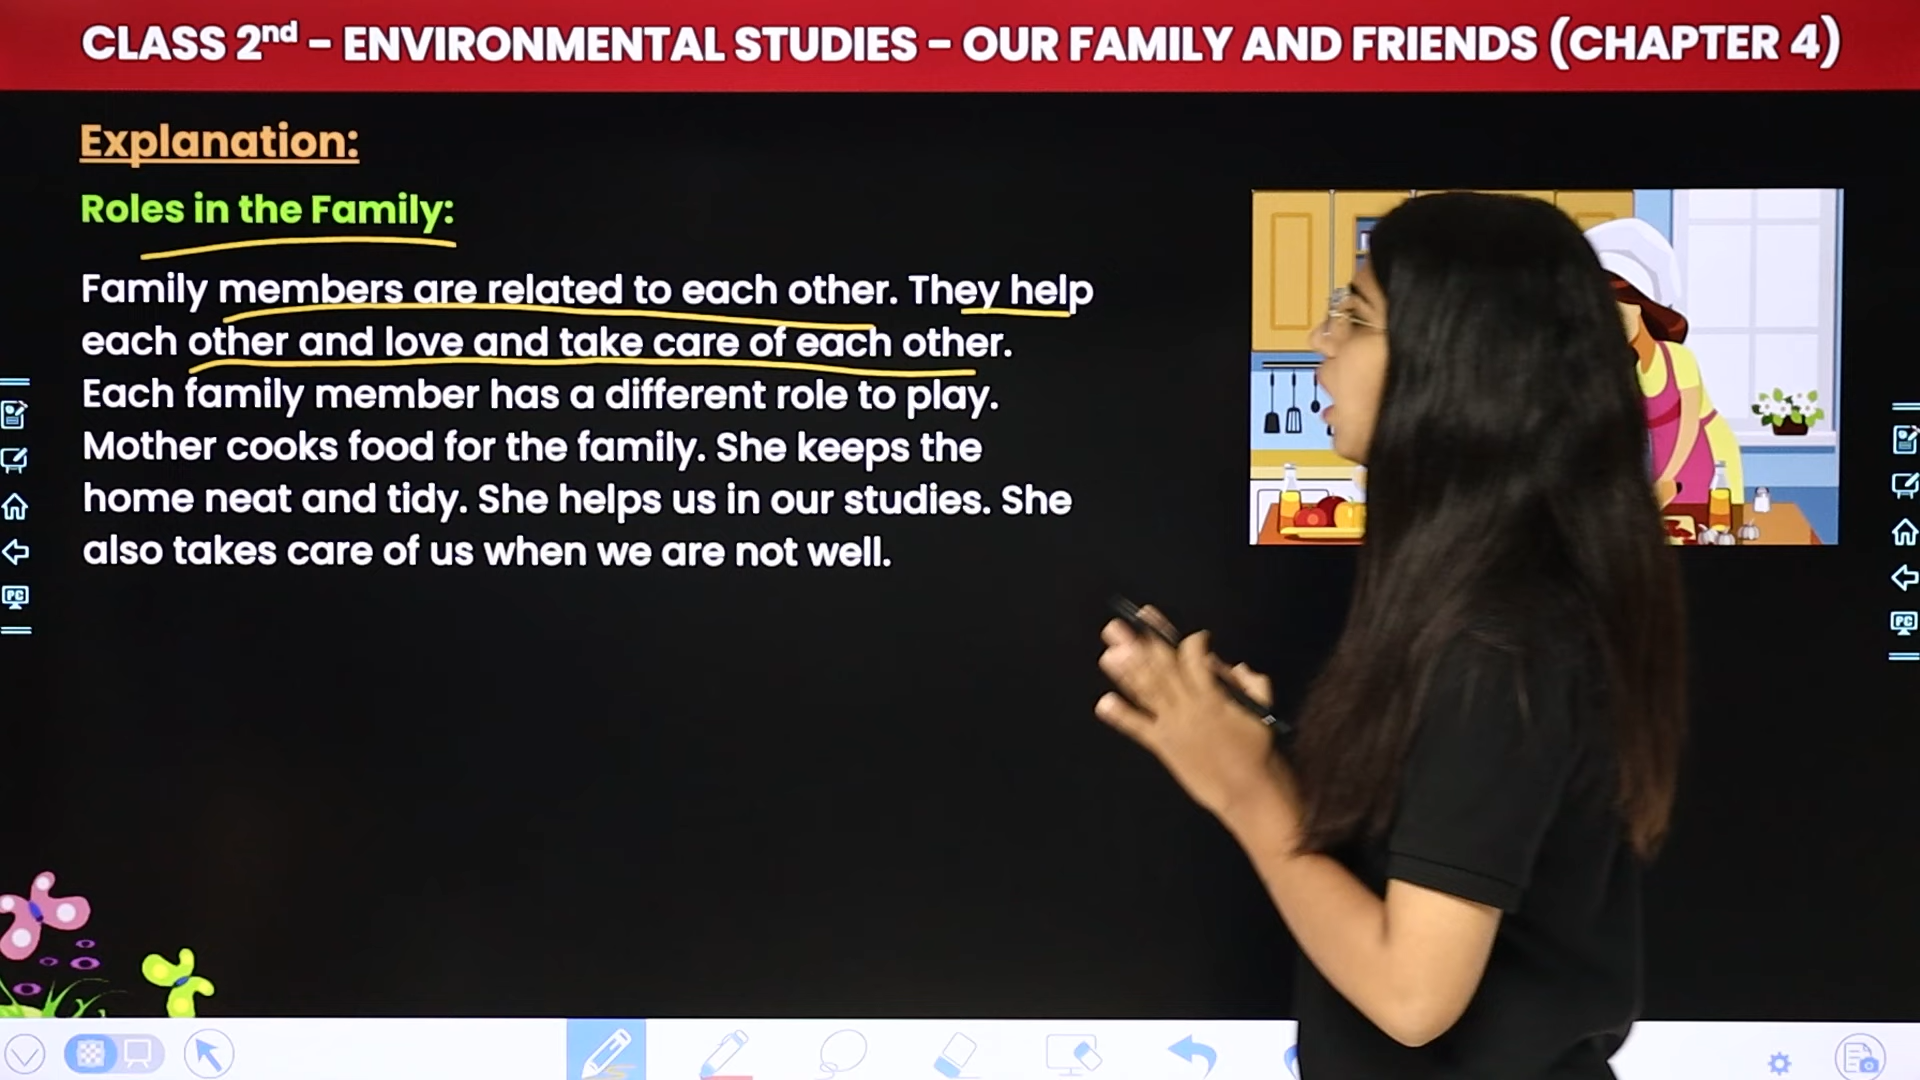 CLASS 2nd – ENVIRONMENTAL STUDIES – OUR FAMILY AND FRIENDS (CHAPTER 4)
Explanation:
Roles in the Family:
Family members are related to each other. They help
each other and love and take care of each other.
Each family member has a different role to play.
Mother cooks food for the family. She keeps the
home neat and tidy. She helps us in our studies. She
also takes care of us when we are not well.
PC
PC